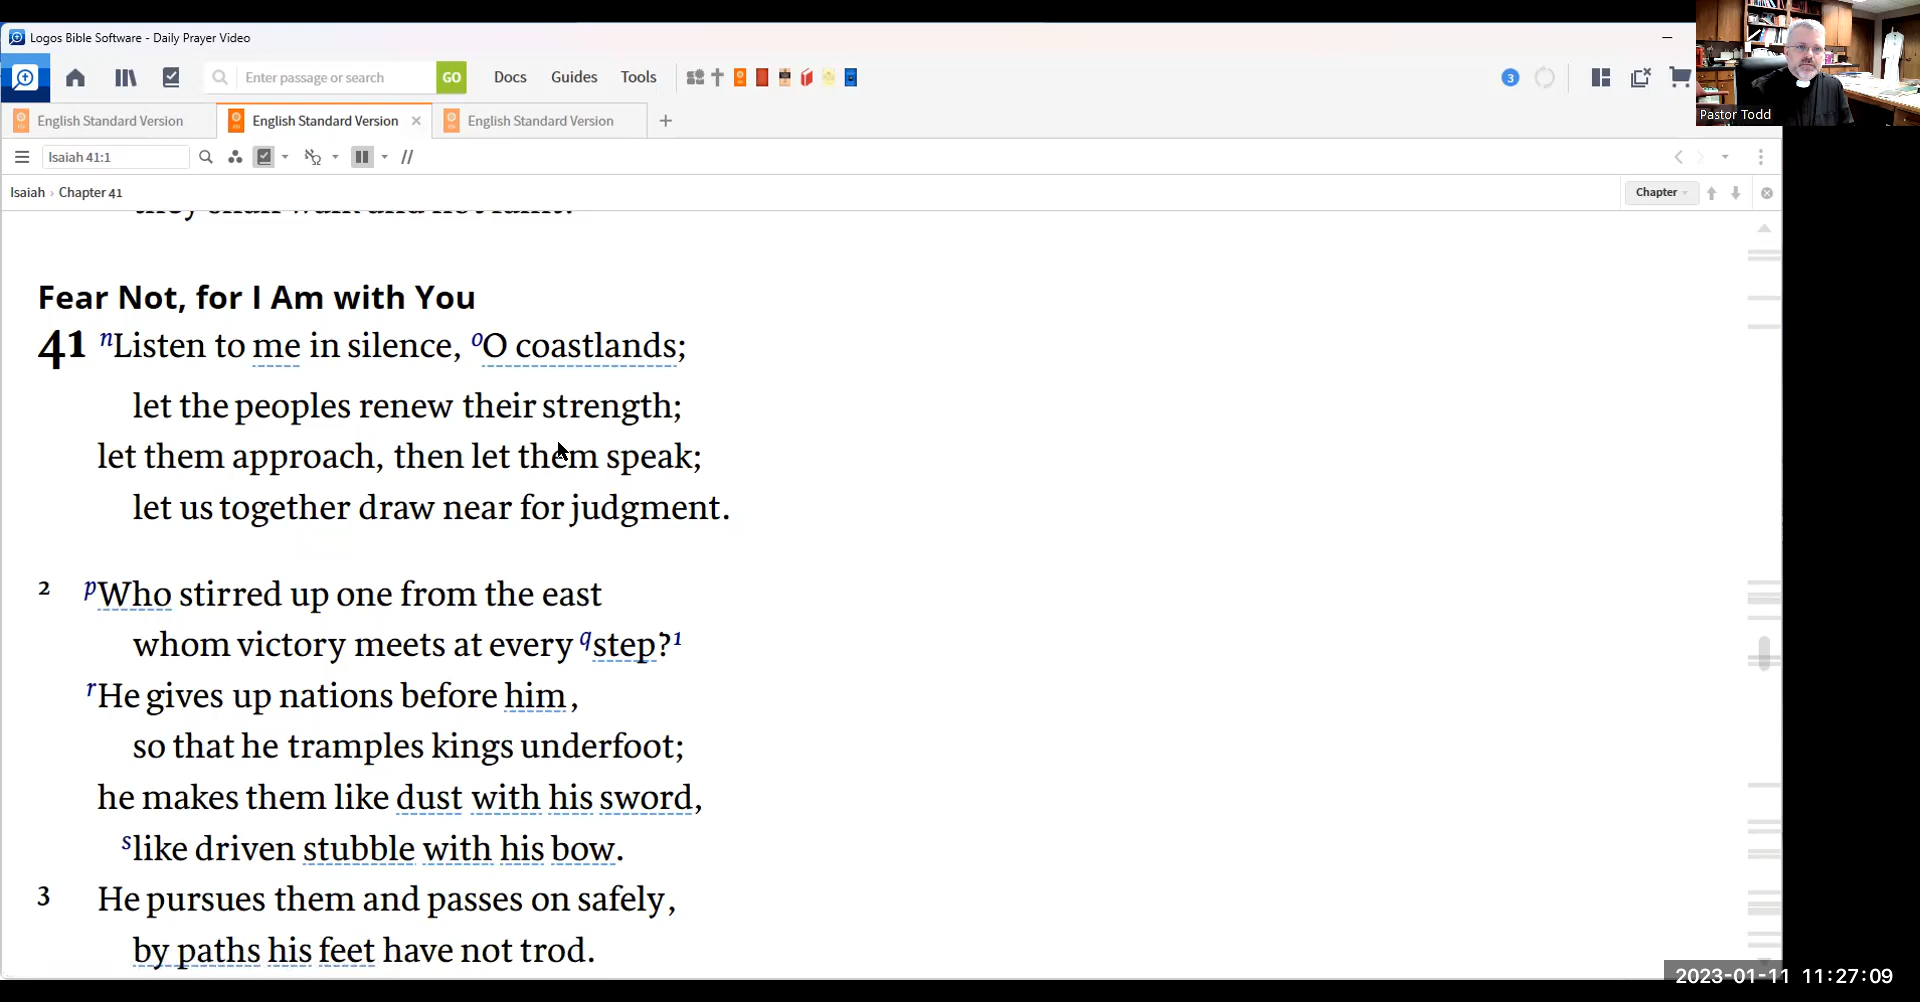 Logos Bible Software - Daily Prayer Video
Enter passage or search GO Docs Guides Tools 3
Pastor Todd
English Standard Version English Standard Version English Standard Version
Isaiah 41:1
Isaiah › Chapter 41 Chapter
they shall walk and not faint.
Fear Not, for I Am with You
41 nListen to me in silence, oO coastlands;
let the peoples renew their strength;
let them approach, then let them speak;
let us together draw near for judgment.
2 pWho stirred up one from the east
whom victory meets at every qstep?1
rHe gives up nations before him,
so that he tramples kings underfoot;
he makes them like dust with his sword,
slike driven stubble with his bow.
3 He pursues them and passes on safely,
by paths his feet have not trod.
2023-01-11 11:27:09